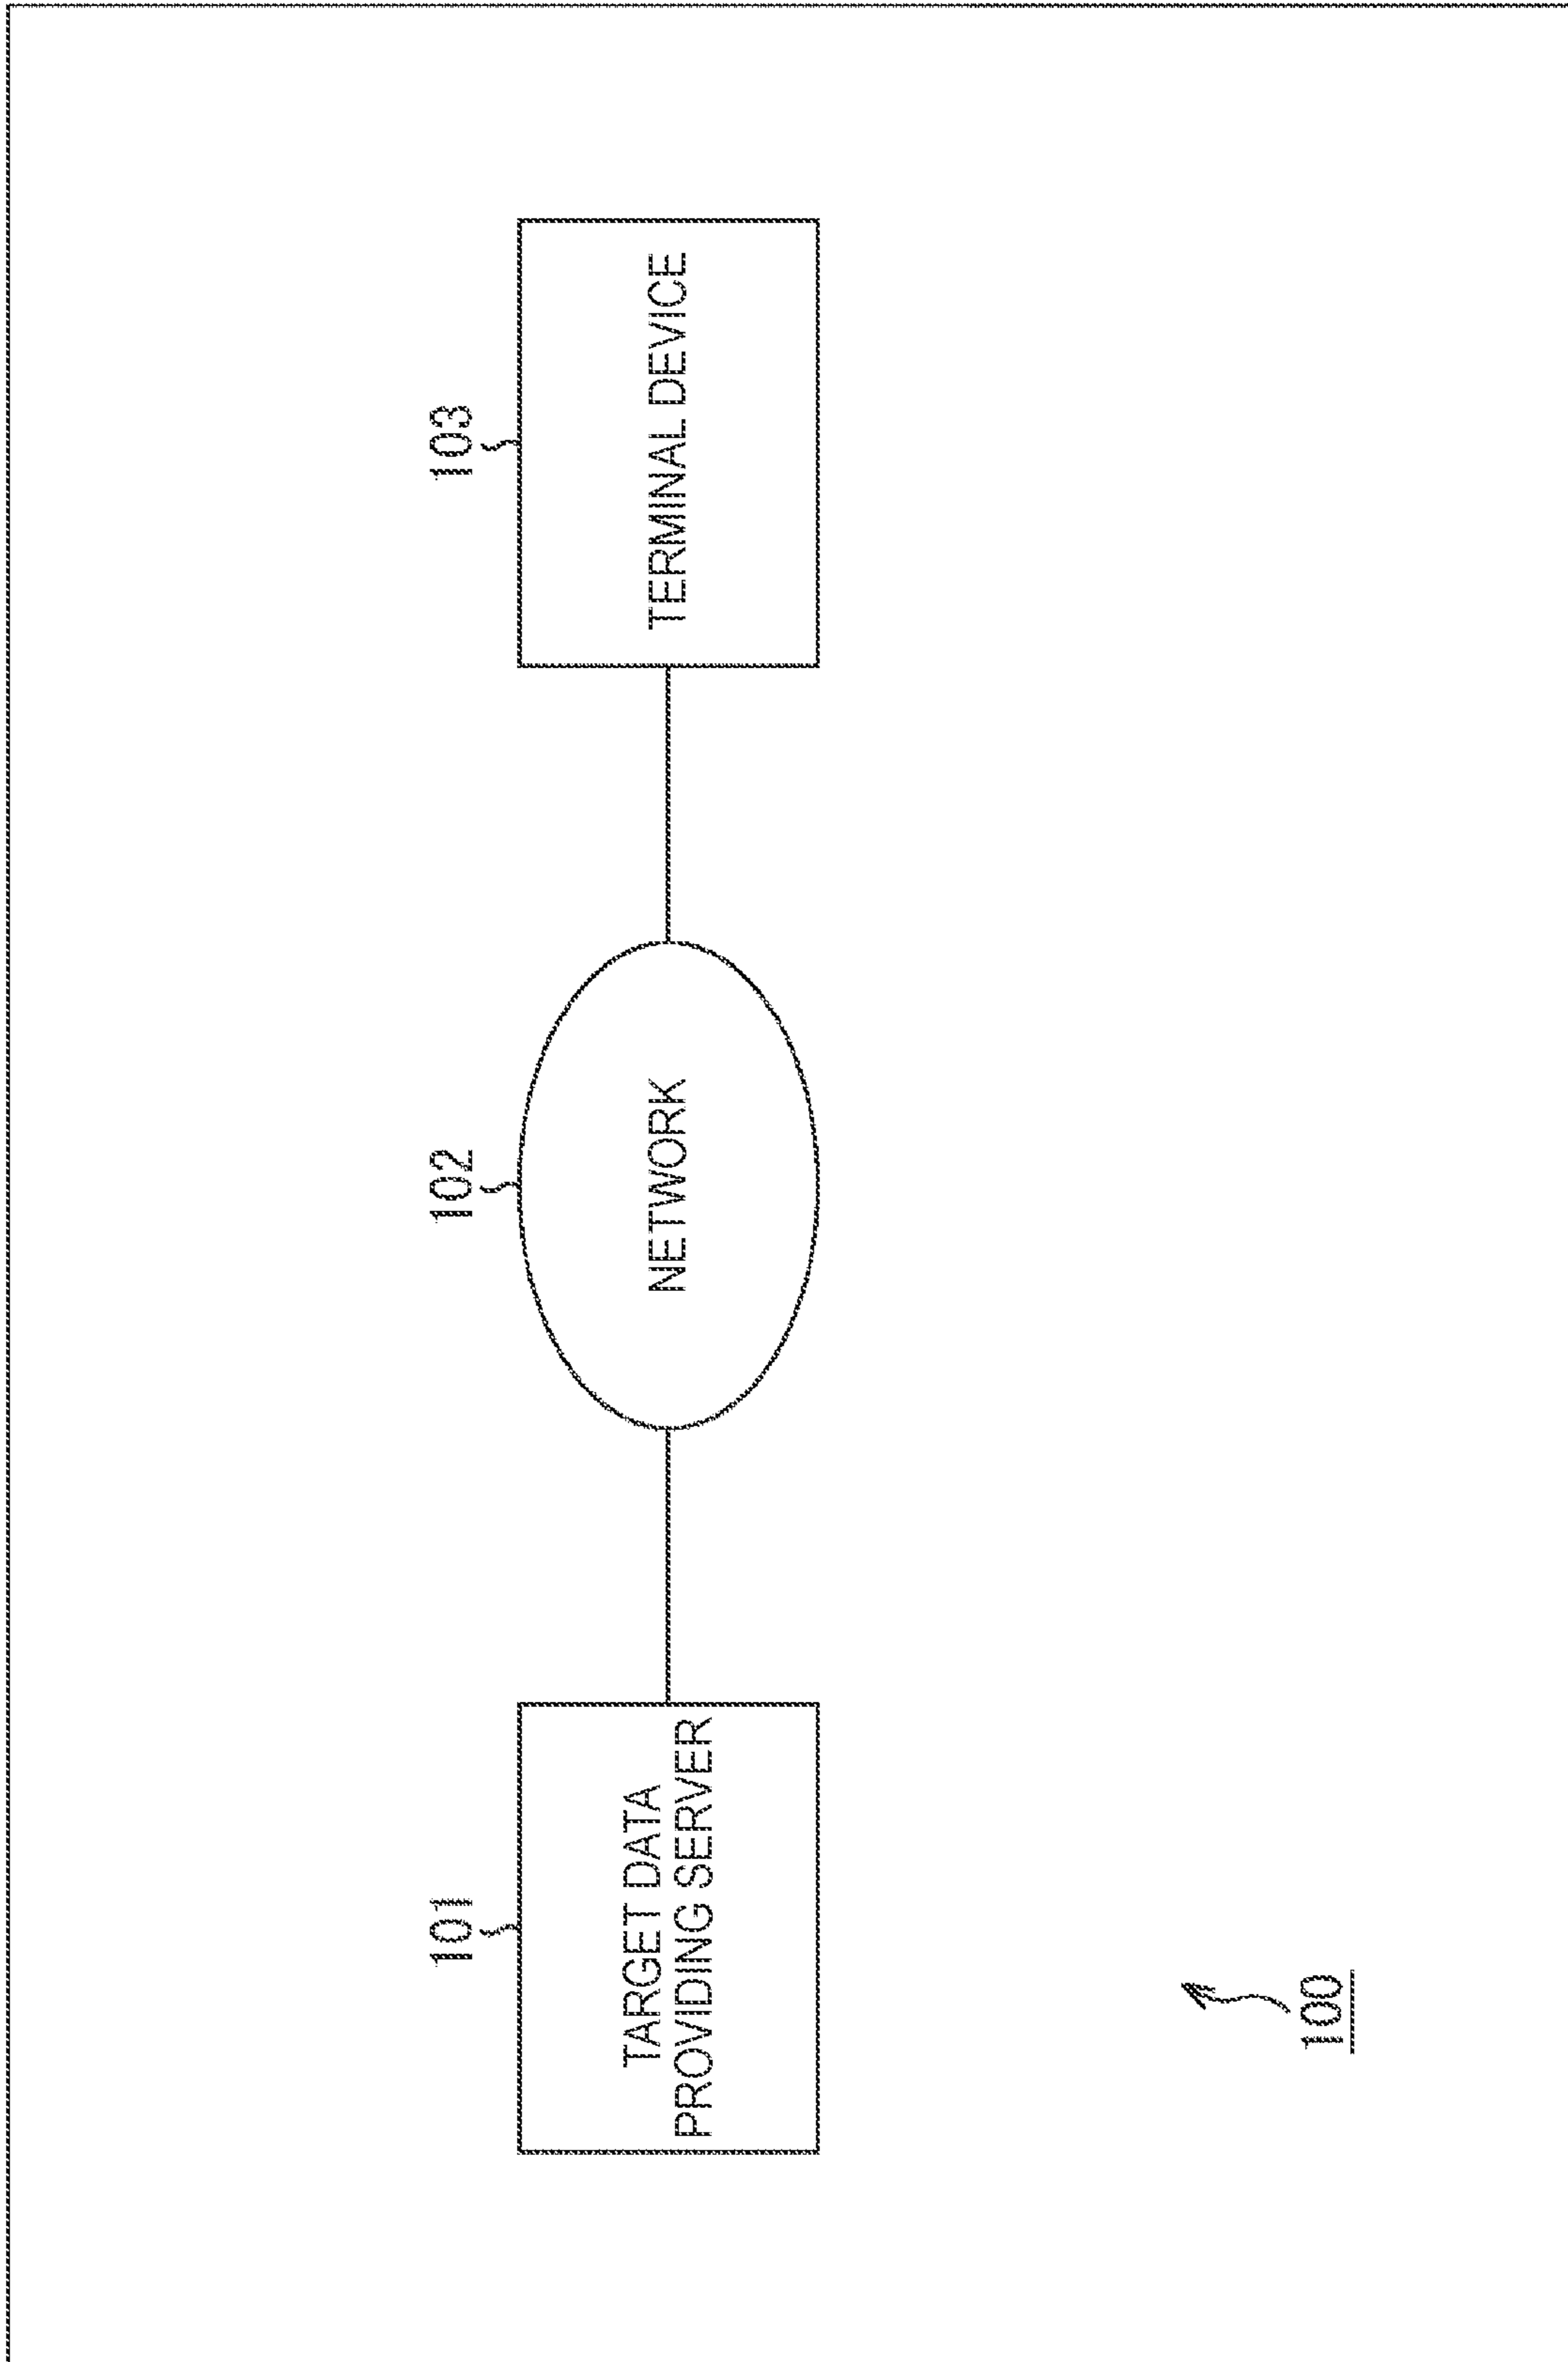 101
TARGET DATA
PROVIDING SERVER
102
NETWORK
103
TERMINAL DEVICE
100